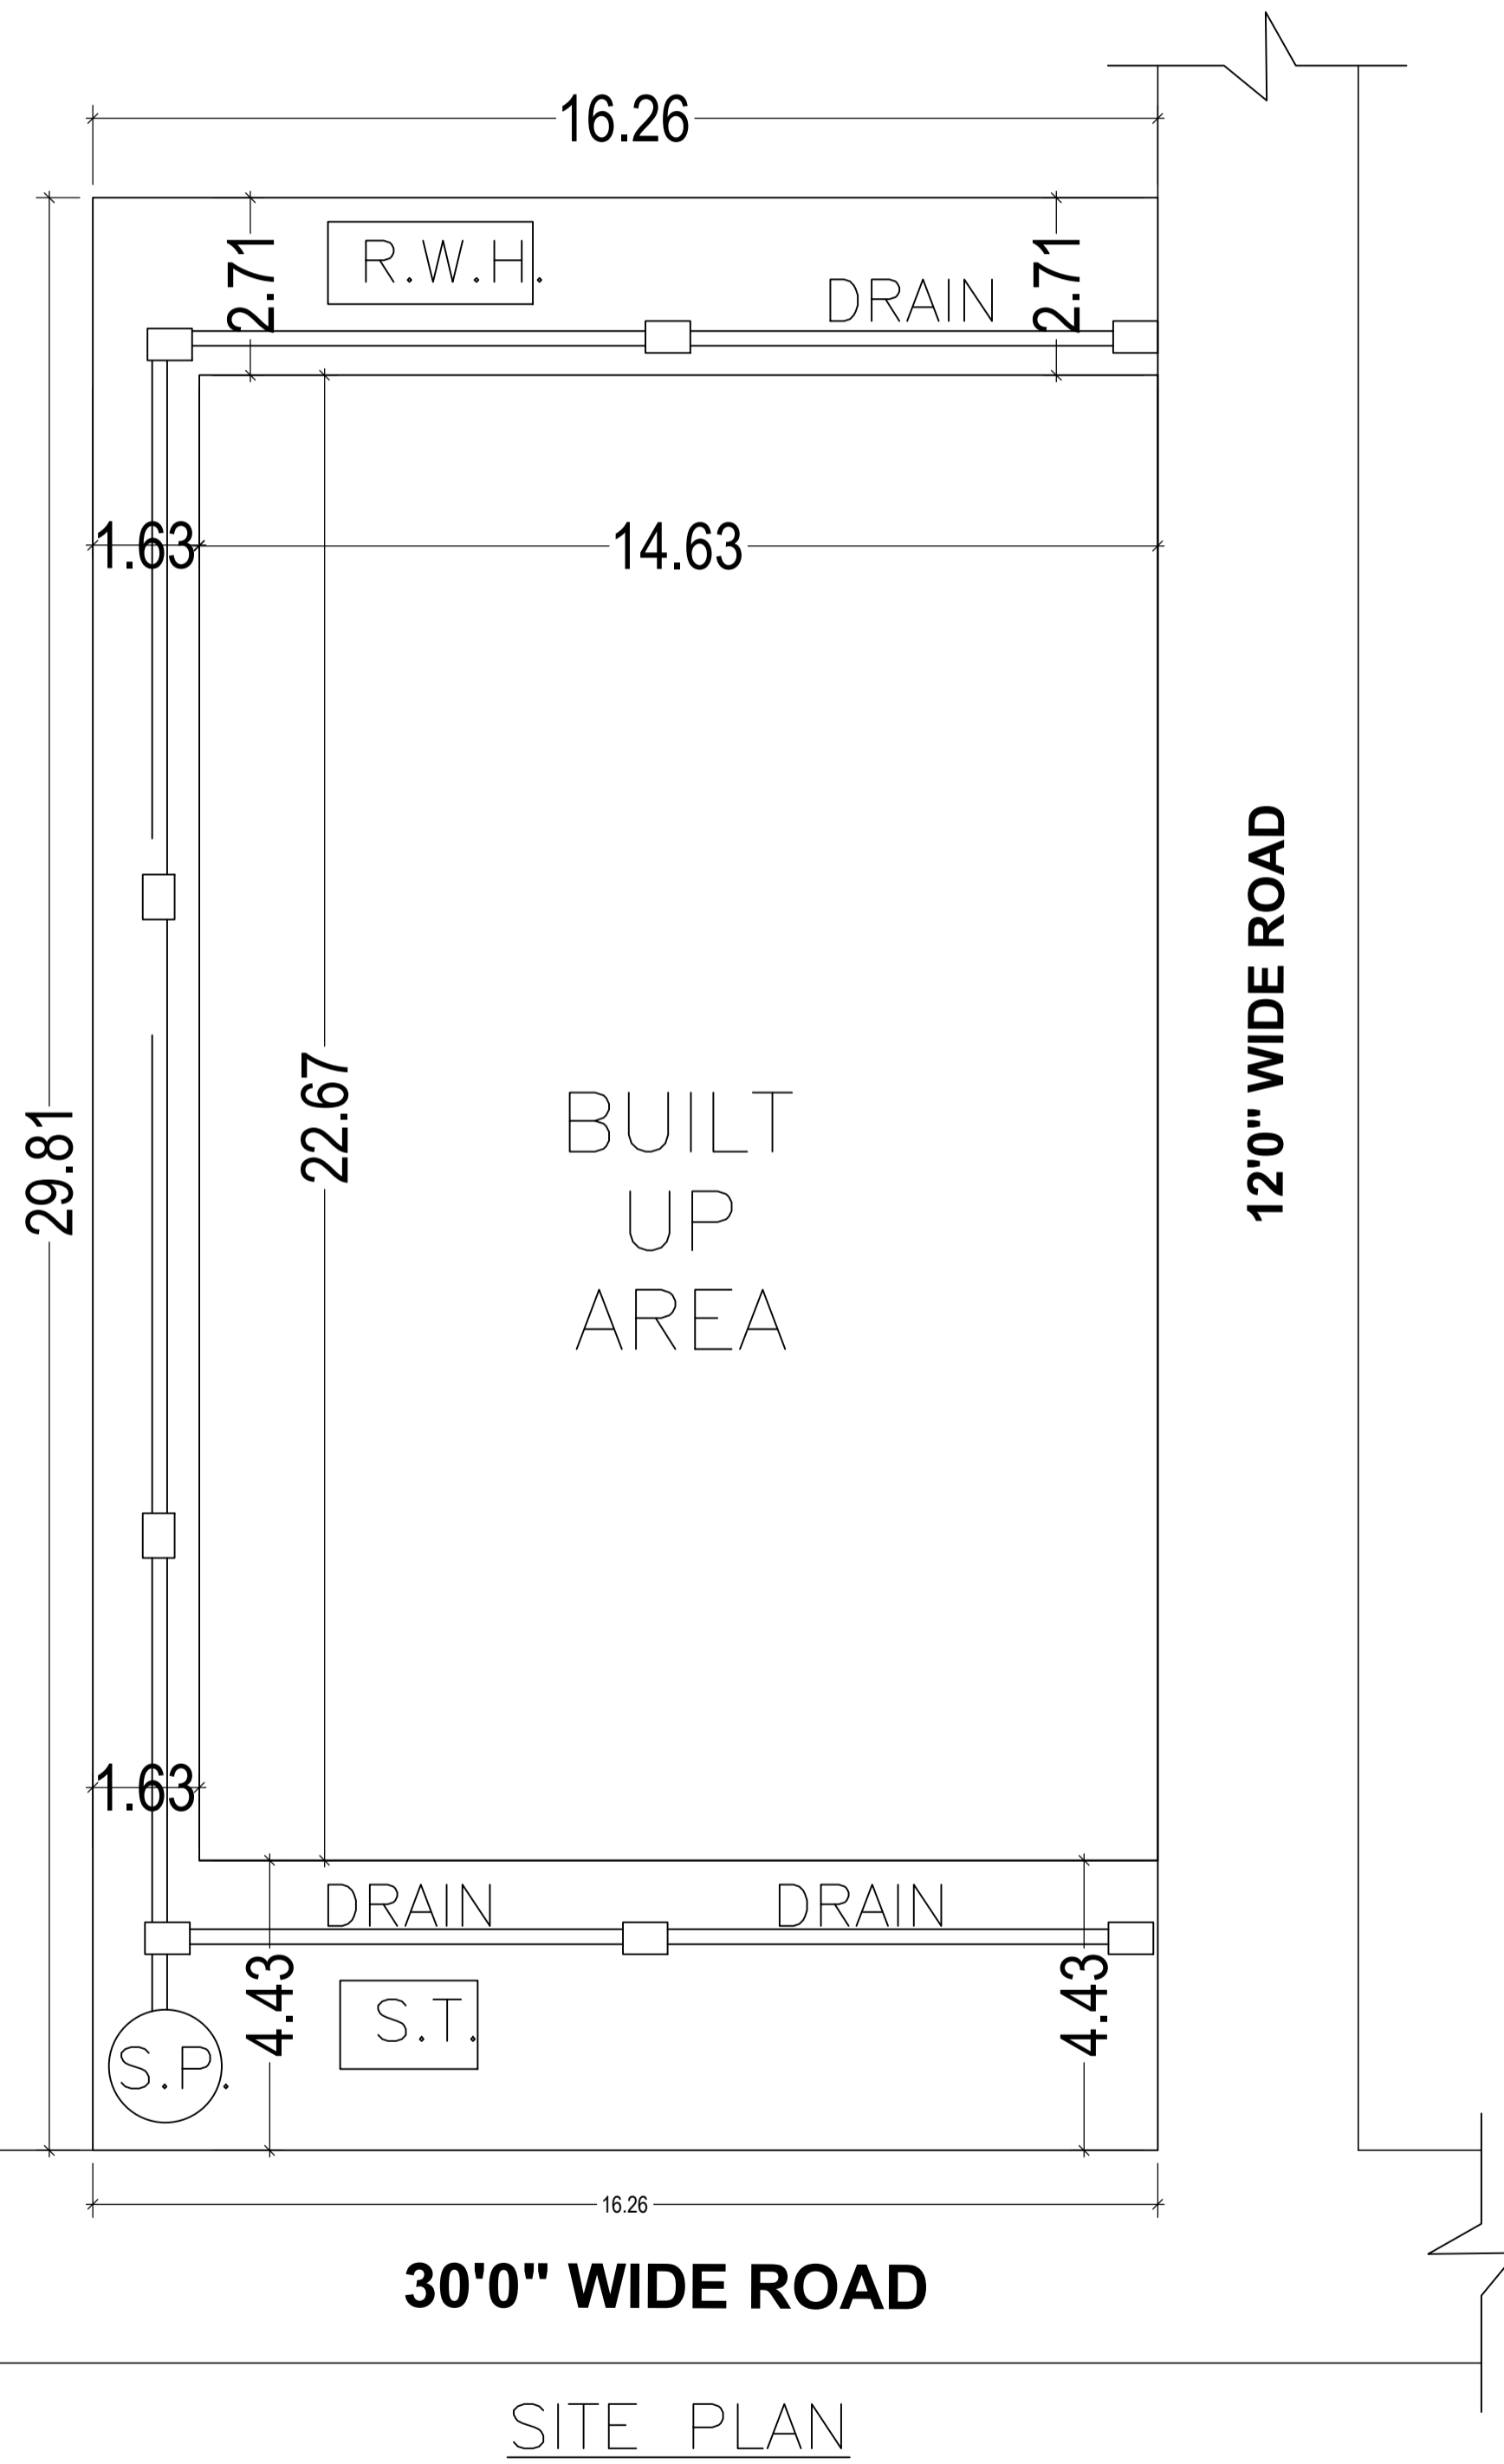 16.26
2.71
R.W.H.
2.71
DRAIN
1.63
14.63
12'0" WIDE ROAD
22.67
29.81
BUILT
UP
AREA
1.63
DRAIN
DRAIN
4.43
4.43
S.T.
S.P.
16.26
30'0" WIDE ROAD
SITE PLAN